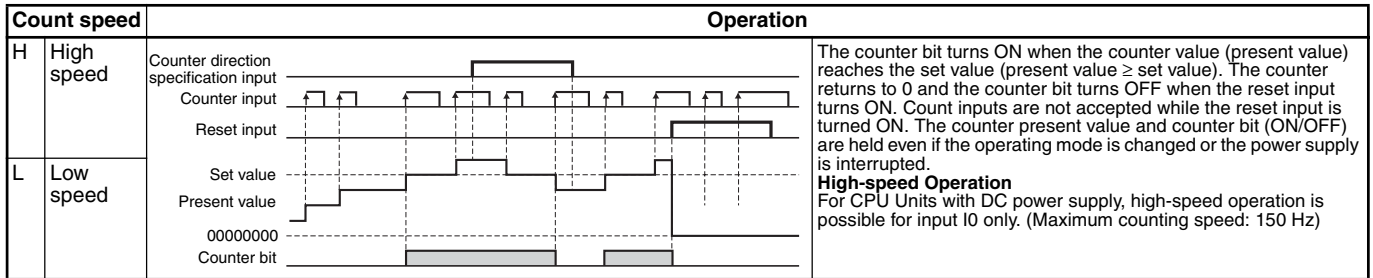 Count speed
Operation
H
High speed
L
Low speed
Counter direction
specification input
Counter input
Reset input
Set value
Present value
00000000
Counter bit
The counter bit turns ON when the counter value (present value)
reaches the set value (present value ≥ set value). The counter
returns to 0 and the counter bit turns OFF when the reset input
turns ON. Count inputs are not accepted while the reset input is
turned ON. The counter present value and counter bit (ON/OFF)
are held even if the operating mode is changed or the power supply
is interrupted.
High-speed Operation
For CPU Units with DC power supply, high-speed operation is
possible for input I0 only. (Maximum counting speed: 150 Hz)